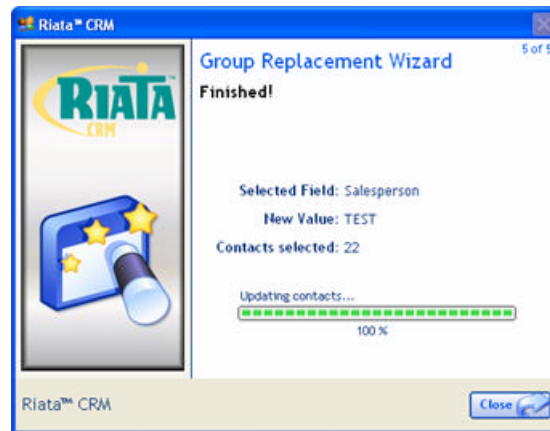 Riata™ CRM
RIATA™
CRM
Group Replacement Wizard
5 of 5
Finished!
Selected Field: Salesperson
New Value: TEST
Contacts selected: 22
Updating contacts...
100 %
Riata™ CRM
Close